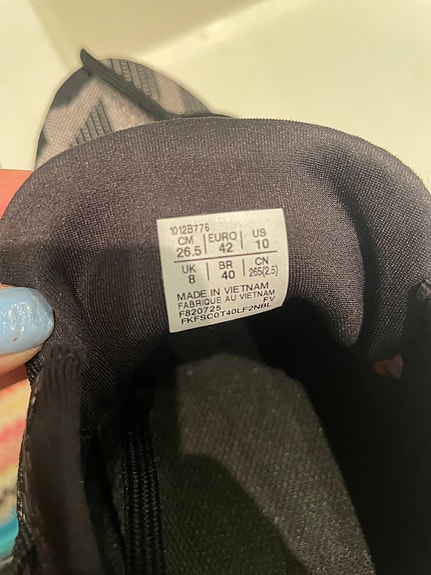 1012B776
CM EURO US
26.5 42 10
UK BR CN
8 40 265(2.5)
MADE IN VIETNAM
FABRIQUE AU VIETNAM
F820725 FV
FKFSC0T40LF2NBL